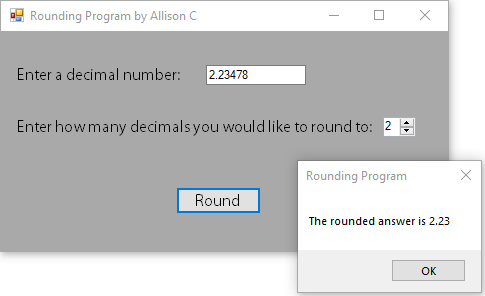 Rounding Program by Allison C
Enter a decimal number: 2.23478
Enter how many decimals you would like to round to: 2
Round
Rounding Program
The rounded answer is 2.23
OK